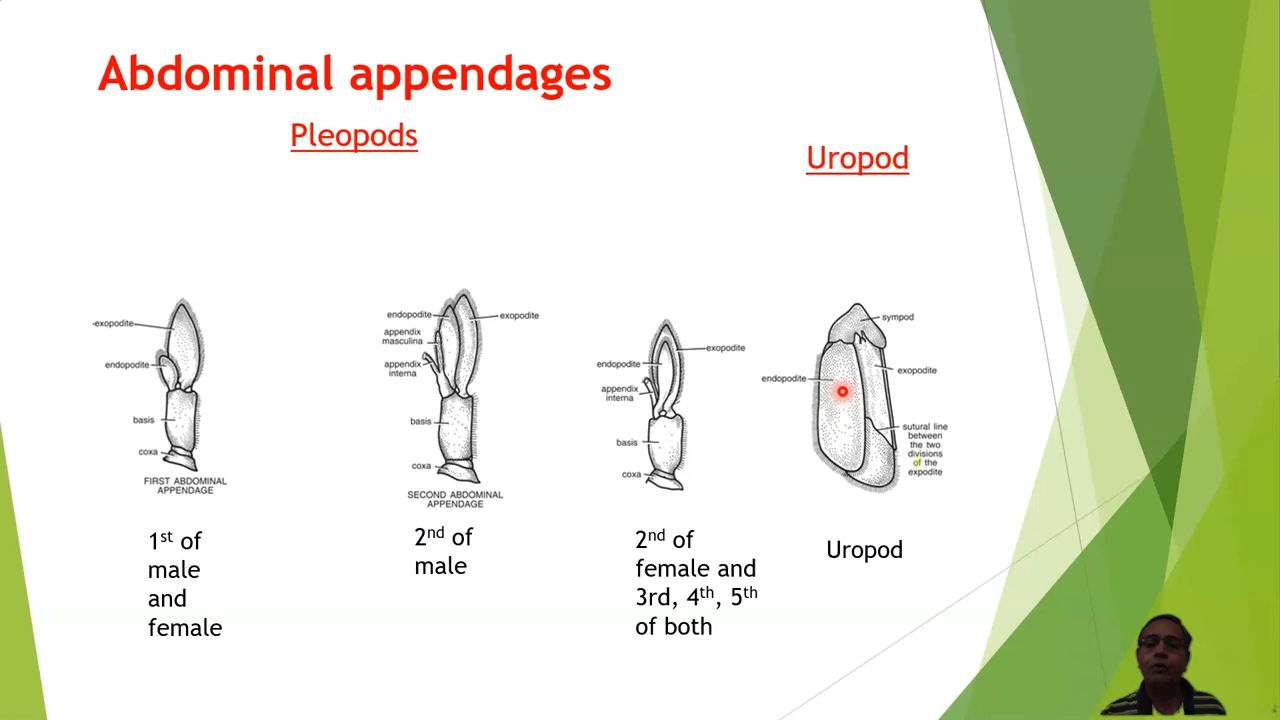 Abdominal appendages
Pleopods
Uropod
-exopodite
endopodite
basis
coxa
FIRST ABDOMINAL
APPENDAGE
1st of
male
and
female
endopodite
exopodite
appendix
masculina
appendix
interna
basis
coxa
SECOND ABDOMINAL
APPENDAGE
2nd of
male
exopodite
endopodite
appendix
interna
basis
coxa
2nd of
female and
3rd, 4th, 5th
of both
sympod
exopodite
endopodite
sutural line
between
the two
divisions
of the
expodite
Uropod